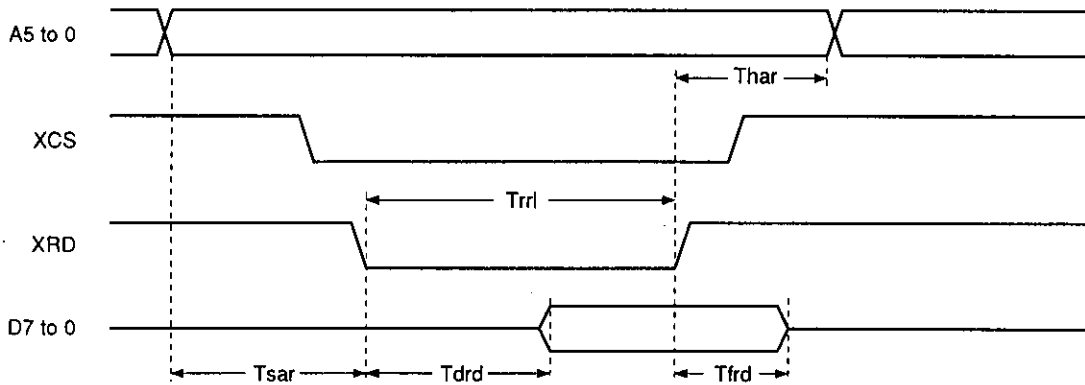 A5 to 0
Thar
XCS
Trrl
XRD
D7 to 0
Tsar
Tdrd
Tfrd